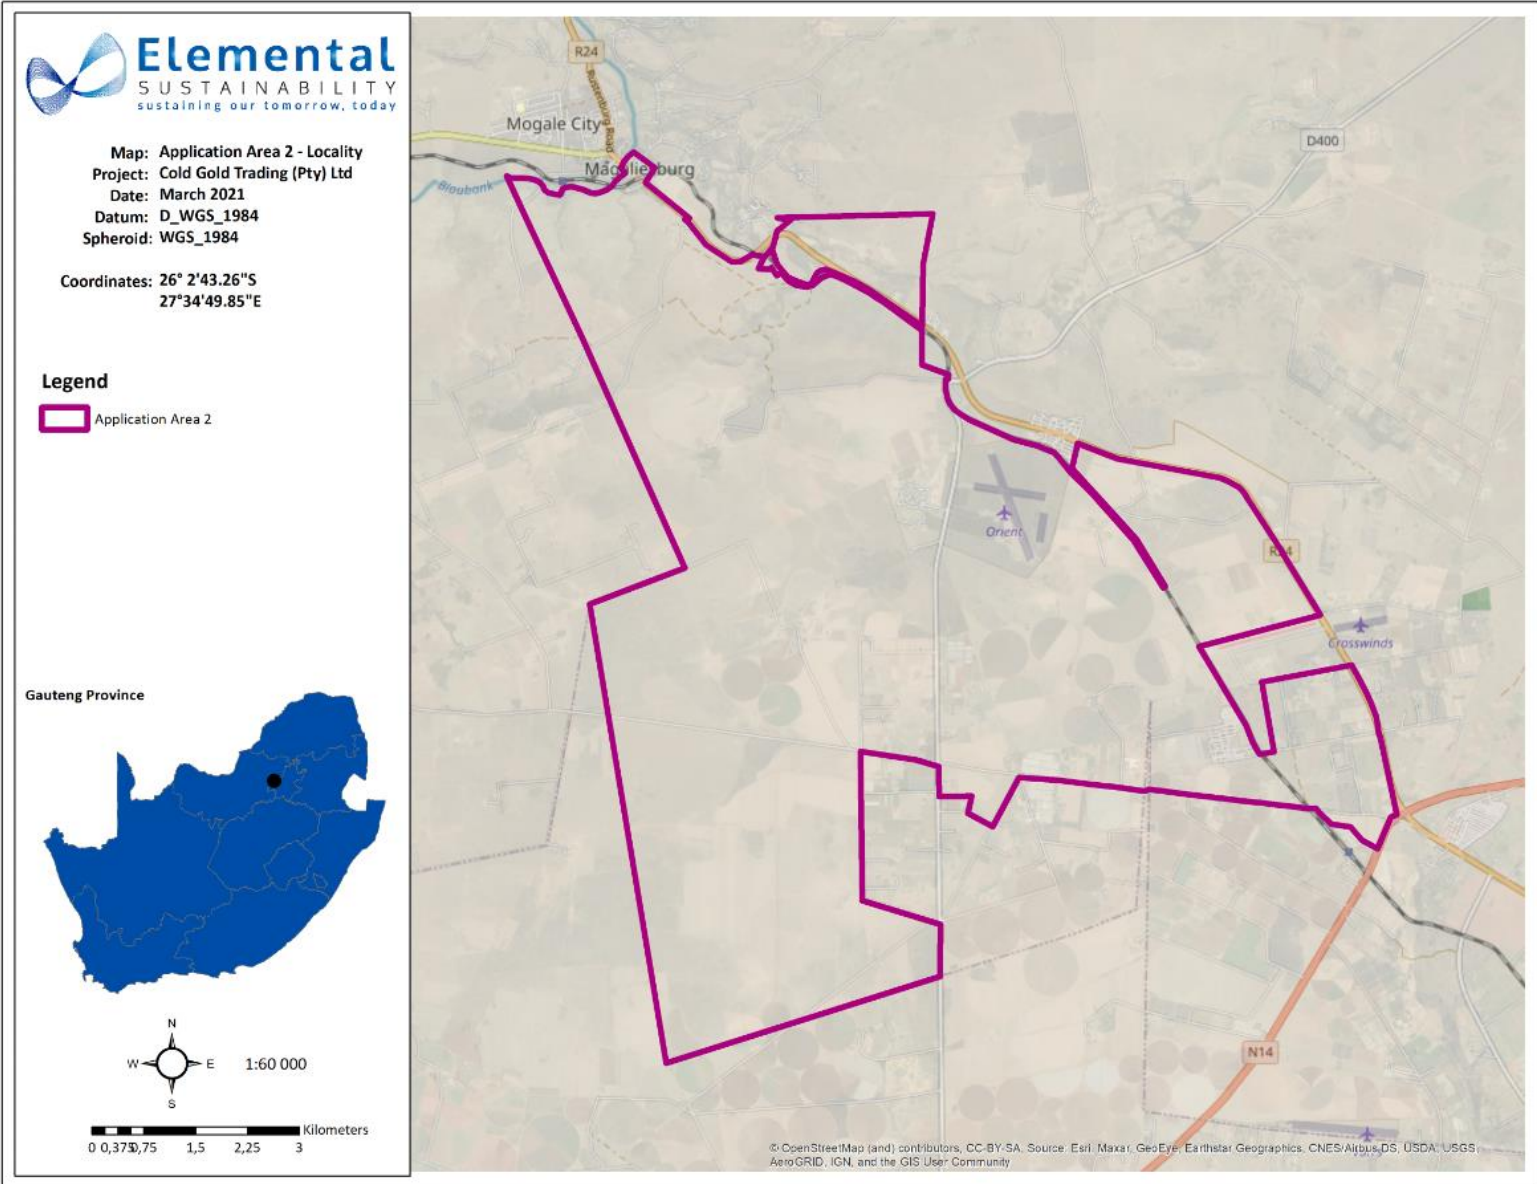 Elemental
SUSTAINABILITY
sustaining our tomorrow, today
Map: Application Area 2 - Locality
Project: Cold Gold Trading (Pty) Ltd
Date: March 2021
Datum: D_WGS_1984
Spheroid: WGS_1984
Coordinates: 26° 2'43.26"S
27°34'49.85"E
Legend
Application Area 2
Gauteng Province
N
W E
S
1:60 000
Kilometers
0 0,375 0,75 1,5 2,25 3
R24
Rustenburg Road
Mogale City
Magaliesburg
Bloubank
D400
Orient
R24
Crosswinds
N14
© OpenStreetMap (and) contributors, CC-BY-SA, Source: Esri, Maxar, GeoEye, Earthstar Geographics, CNES/Airbus DS, USDA, USGS,
AeroGRID, IGN, and the GIS User Community